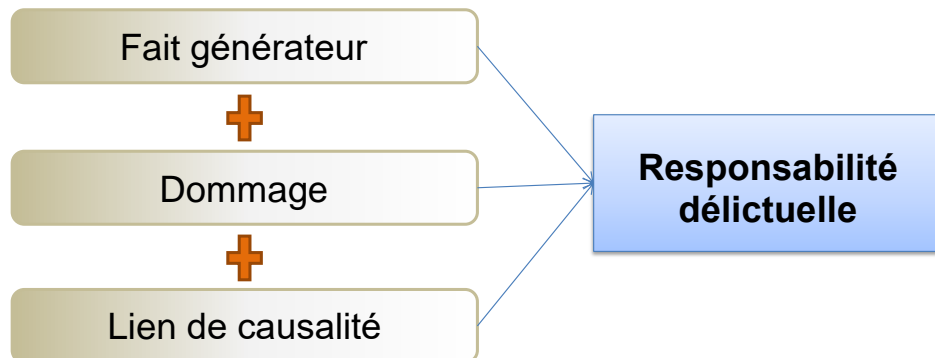 Fait générateur
Dommage
Lien de causalité
Responsabilité
délictuelle